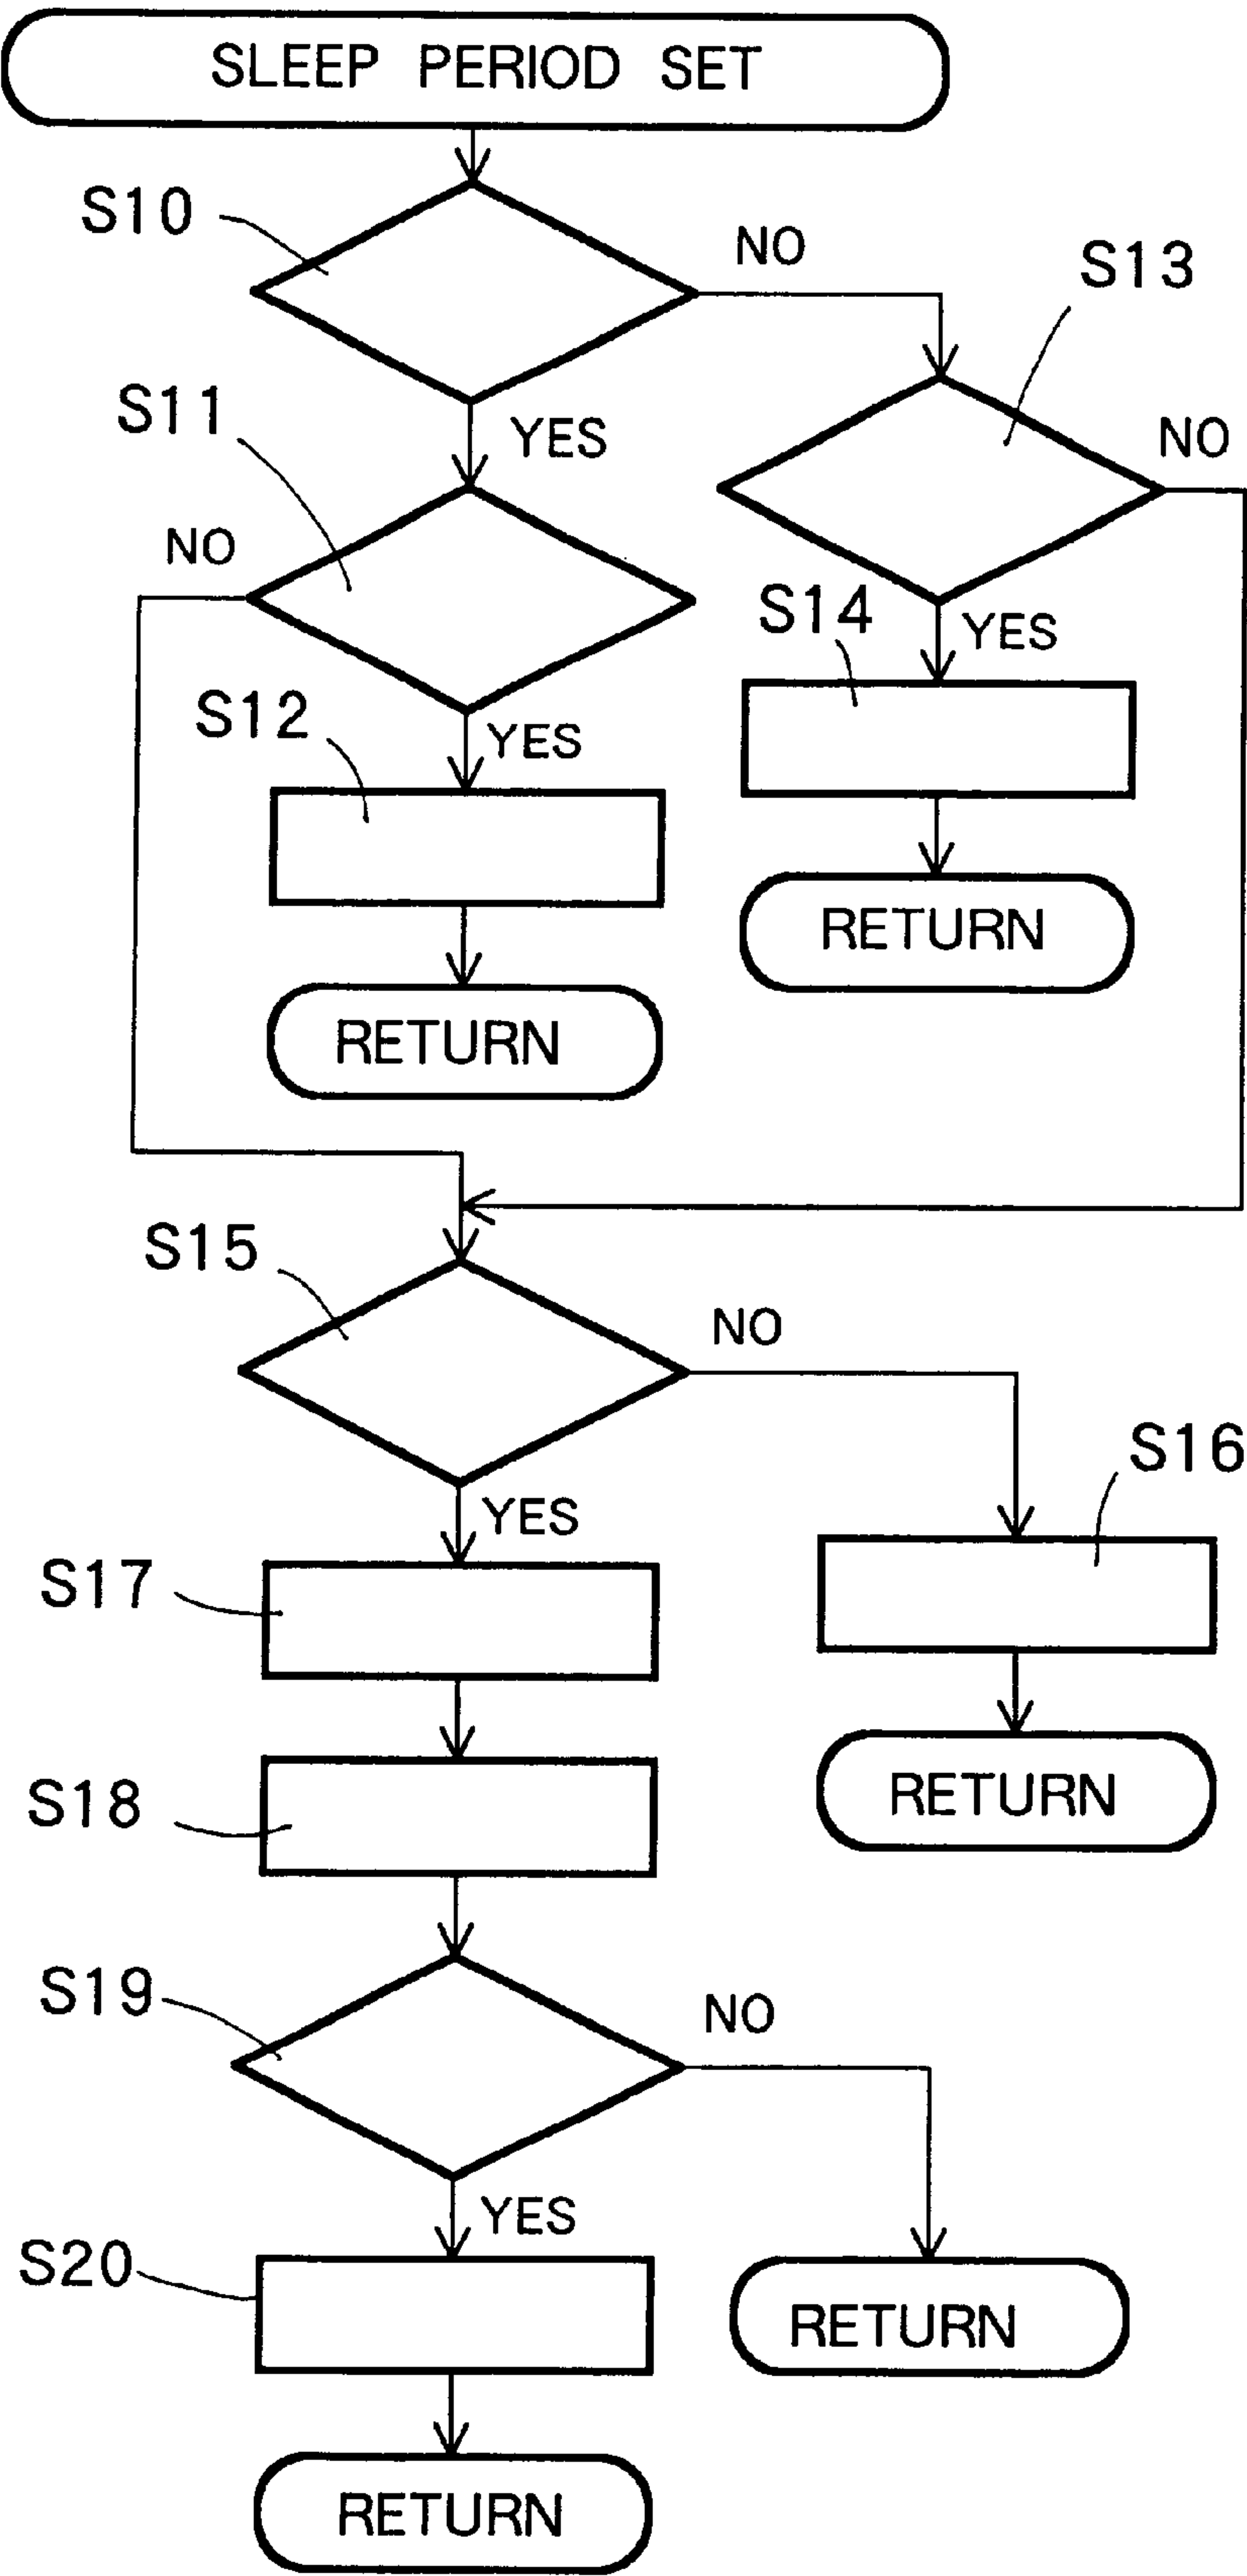 SLEEP PERIOD SET
S10
NO
S13
S11
YES
NO
NO
S14
YES
S12
YES
RETURN
RETURN
S15
NO
S16
YES
S17
S18
RETURN
S19
NO
YES
S20
RETURN
RETURN